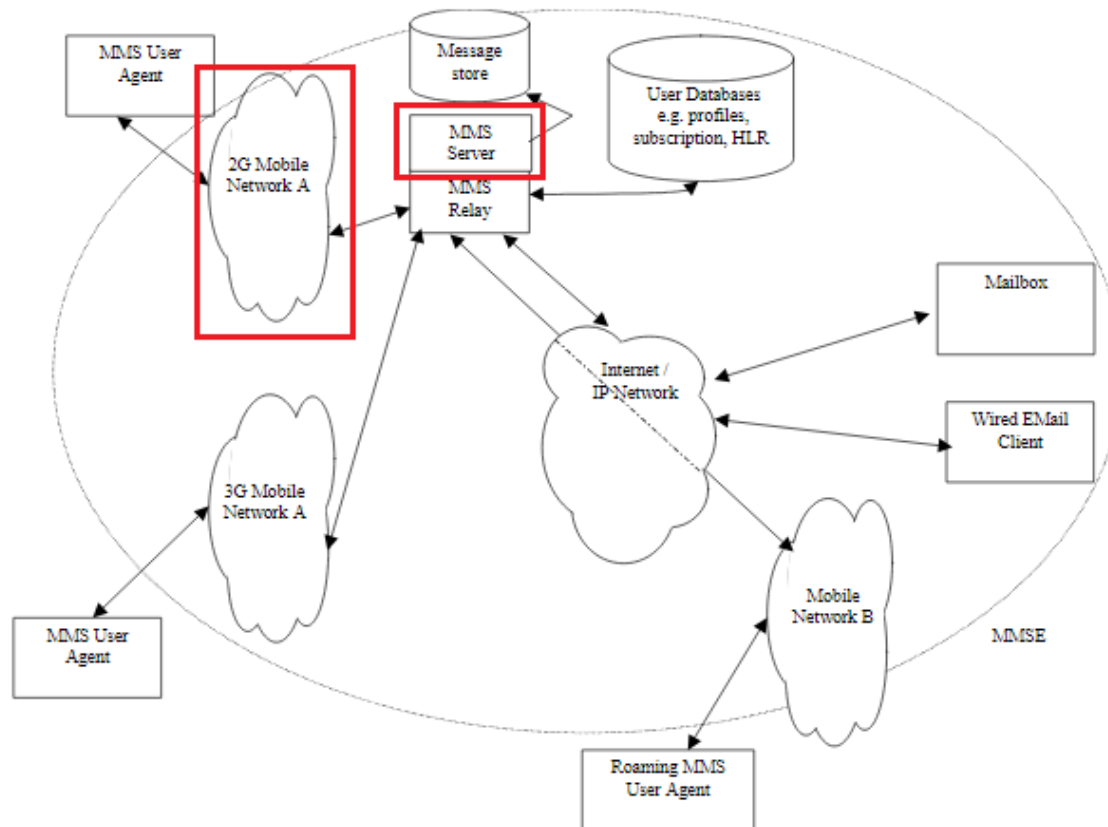 MMS User
Agent
Message
store
User Databases
e.g. profiles,
subscription, HLR
MMS
Server
2G Mobile
Network A
MMS
Relay
Mailbox
Internet /
IP Network
Wired EMail
Client
3G Mobile
Network A
Mobile
Network B
MMSE
MMS User
Agent
Roaming MMS
User Agent